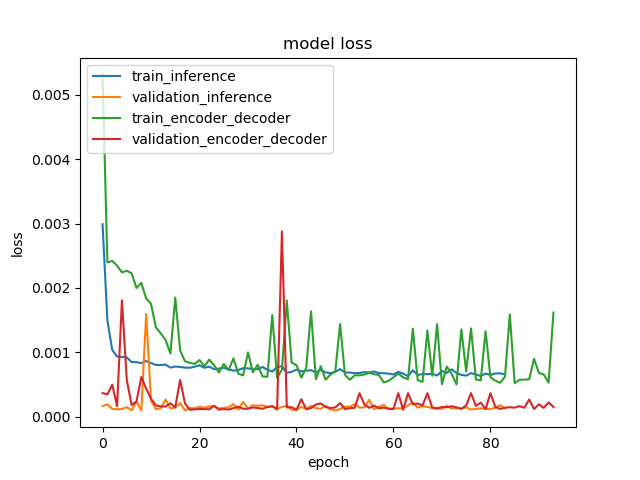 model loss
train_inference
validation_inference
train_encoder_decoder
validation_encoder_decoder
0.005
0.004
0.003
0.002
0.001
0.000
loss
0 20 40 60 80
epoch